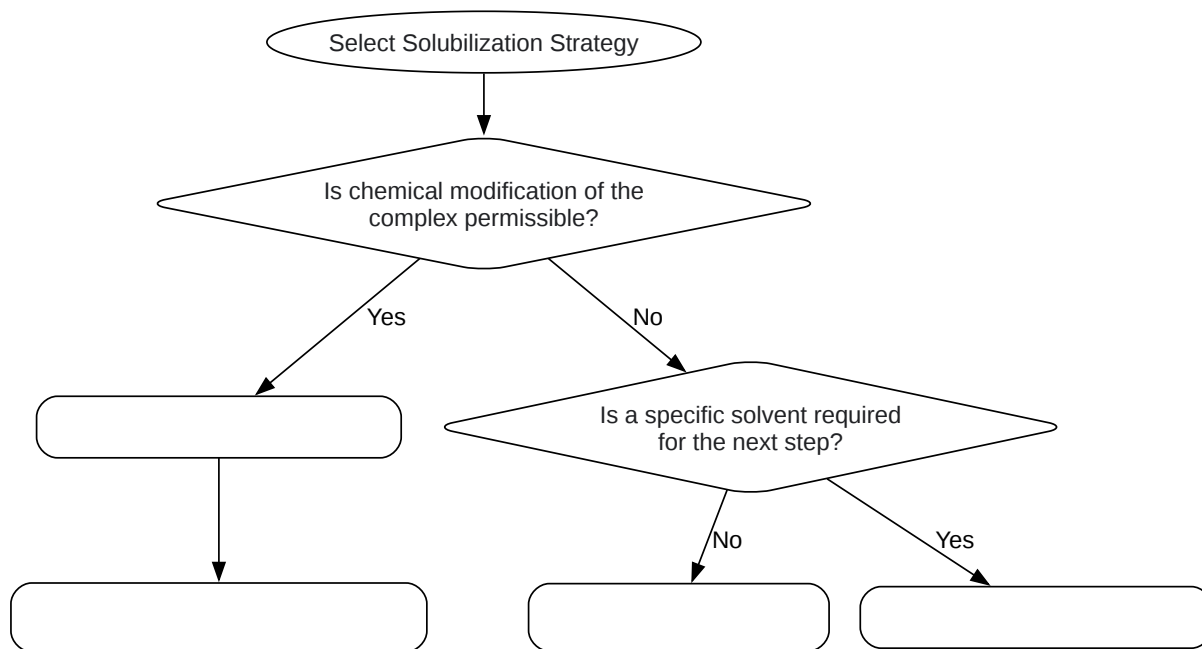 Select Solubilization Strategy
Is chemical modification of the
complex permissible?
Yes
No
Is a specific solvent required
for the next step?
No
Yes